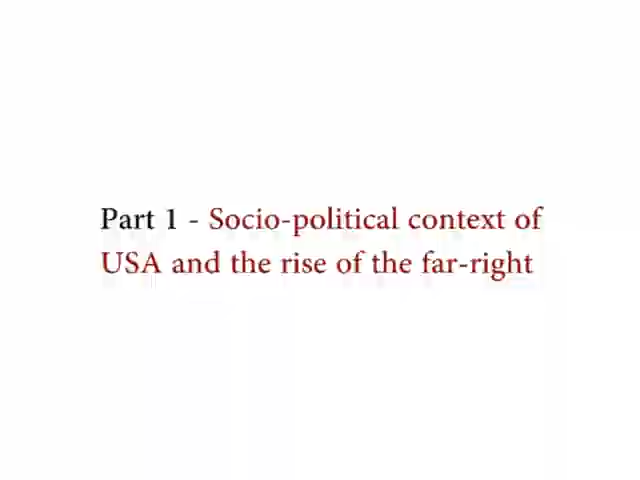 Part 1 - Socio-political context of
USA and the rise of the far-right